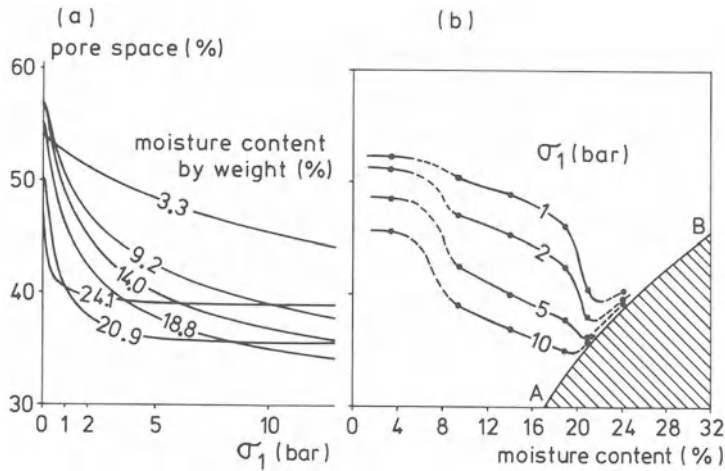 (a)
pore space (%)
60
50
40
30
moisture content
by weight (%)
3.3
9.2
14.0
24.1
18.8
20.9
0 1 2 5 10
σ₁ (bar)
(b)
σ₁ (bar)
1
2
5
10
A
B
0 4 8 12 16 20 24 28 32
moisture content (%)